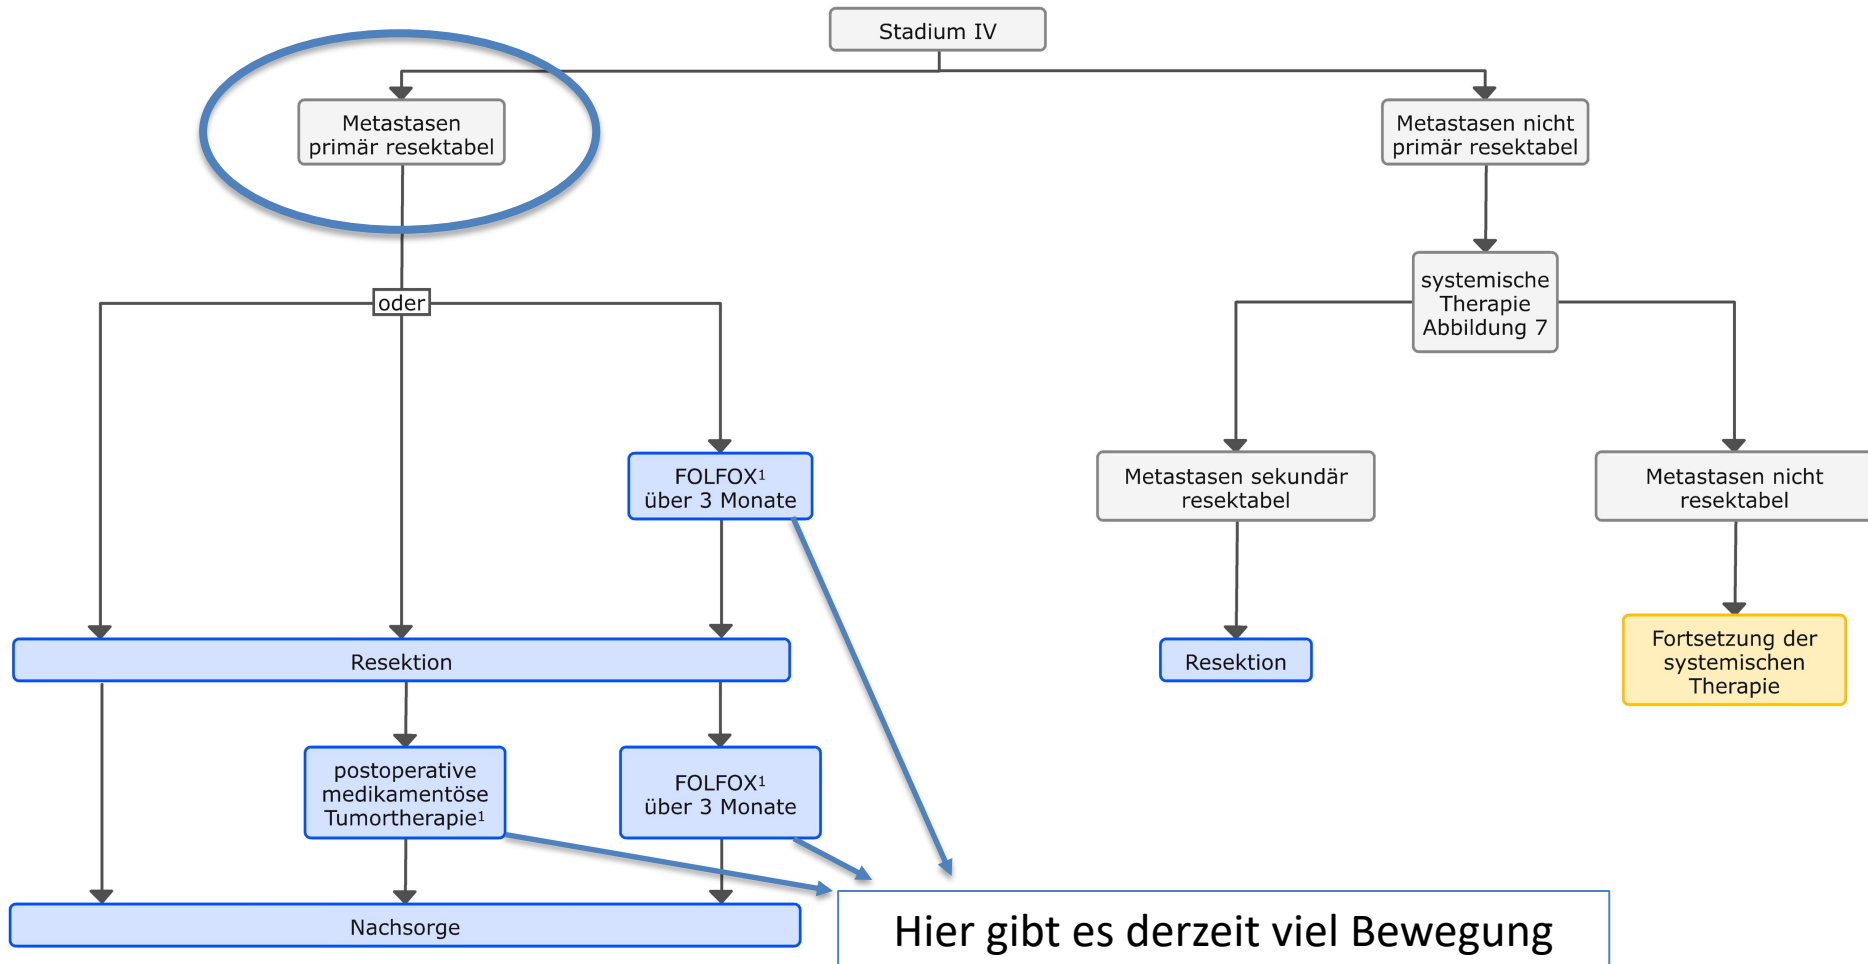 Stadium IV
Metastasen
primär resektabel
Metastasen nicht
primär resektabel
systemische
Therapie
Abbildung 7
oder
FOLFOX¹
über 3 Monate
Metastasen sekundär
resektabel
Metastasen nicht
resektabel
Resektion
Resektion
Fortsetzung der
systemischen
Therapie
postoperative
medikamentöse
Tumortherapie¹
FOLFOX¹
über 3 Monate
Nachsorge
Hier gibt es derzeit viel Bewegung